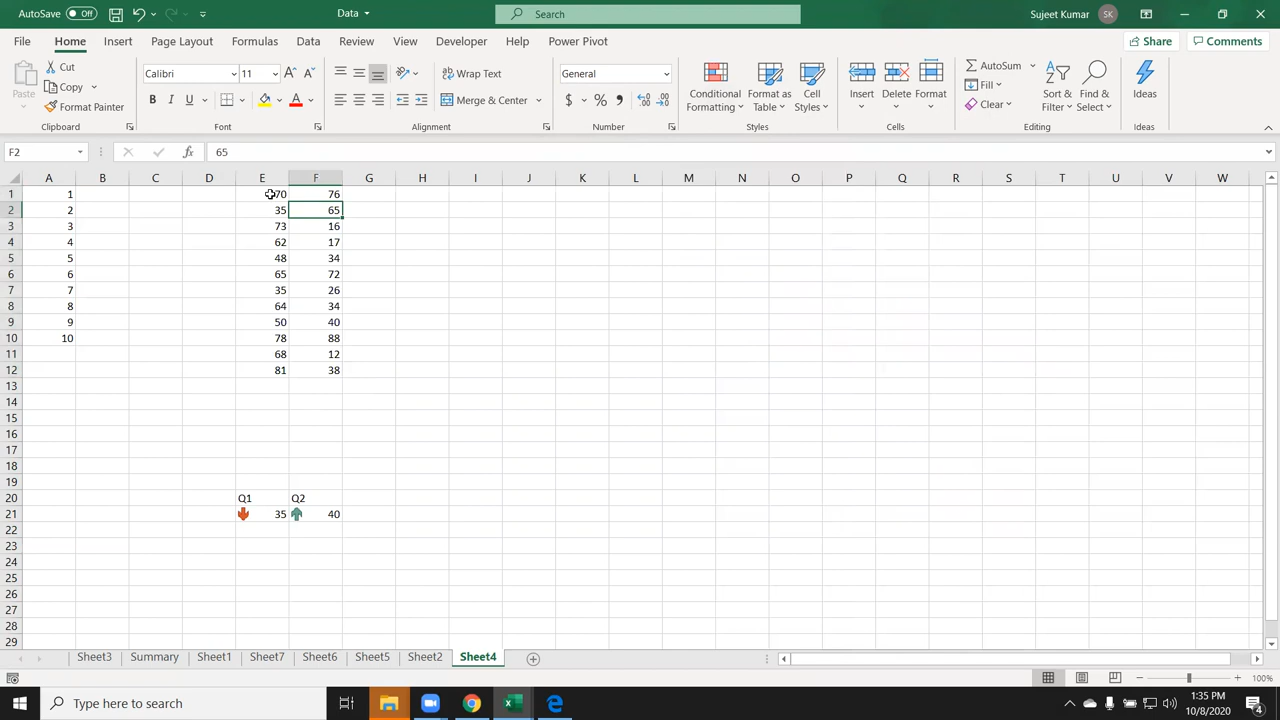 AutoSave Off Data Search Sujeet Kumar SK
File Home Insert Page Layout Formulas Data Review View Developer Help Power Pivot Share Comments
Paste Cut Copy Format Painter Clipboard
Calibri 11 B I U A Font
Wrap Text Merge & Center Alignment
General $ % Number
Conditional Formatting Format as Table Cell Styles Styles
Insert Delete Format Cells
AutoSum Fill Clear Sort & Filter Find & Select Editing
Ideas Ideas
F2 fx 65
A B C D E F G H I J K L M N O P Q R S T U V W
1 1 70 76
2 2 35 65
3 3 73 16
4 4 62 17
5 5 48 34
6 6 65 72
7 7 35 26
8 8 64 34
9 9 50 40
10 10 78 88
11 68 12
12 81 38
13
14
15
16
17
18
19
20 Q1 Q2
21 35 40
22
23
24
25
26
27
28
29
Sheet3 Summary Sheet1 Sheet7 Sheet6 Sheet5 Sheet2 Sheet4
100%
Type here to search 1:35 PM
10/8/2020